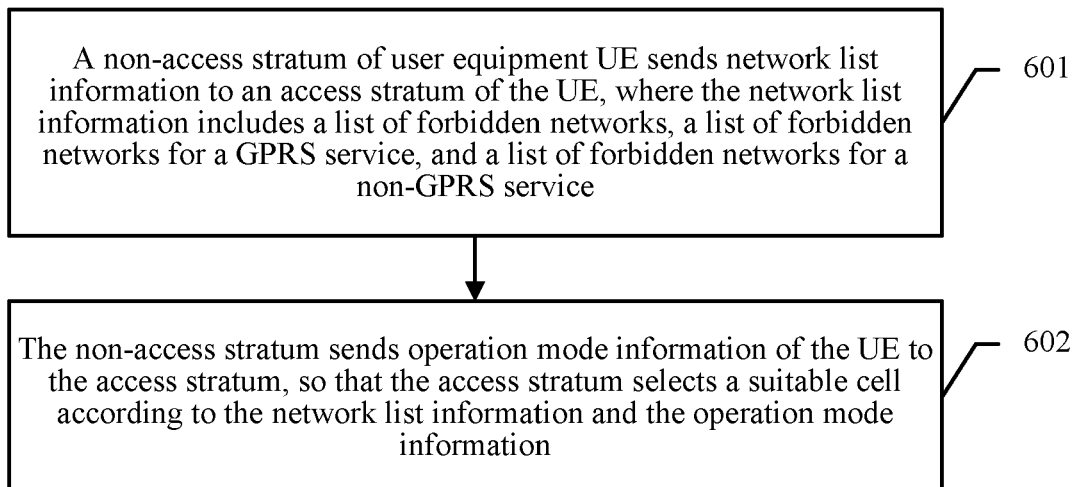 A non-access stratum of user equipment UE sends network list
information to an access stratum of the UE, where the network list
information includes a list of forbidden networks, a list of forbidden
networks for a GPRS service, and a list of forbidden networks for a
non-GPRS service
601
The non-access stratum sends operation mode information of the UE to
the access stratum, so that the access stratum selects a suitable cell
according to the network list information and the operation mode
information
602